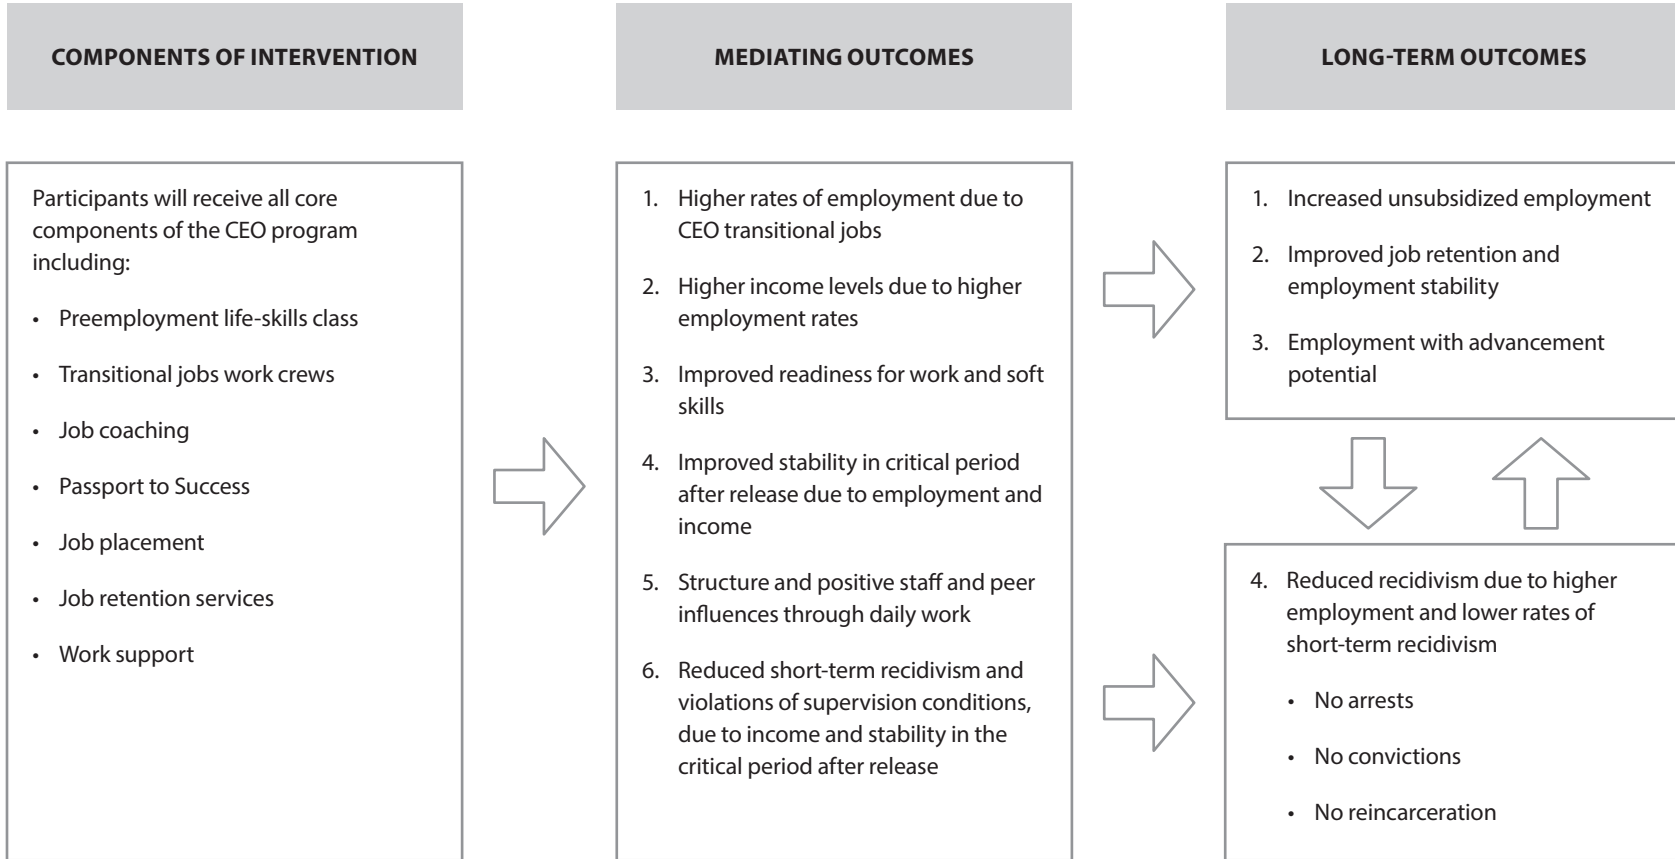 COMPONENTS OF INTERVENTION
Participants will receive all core
components of the CEO program
including:
• Preemployment life-skills class
• Transitional jobs work crews
• Job coaching
• Passport to Success
• Job placement
• Job retention services
• Work support
MEDIATING OUTCOMES
1. Higher rates of employment due to
CEO transitional jobs
2. Higher income levels due to higher
employment rates
3. Improved readiness for work and soft
skills
4. Improved stability in critical period
after release due to employment and
income
5. Structure and positive staff and peer
influences through daily work
6. Reduced short-term recidivism and
violations of supervision conditions,
due to income and stability in the
critical period after release
LONG-TERM OUTCOMES
1. Increased unsubsidized employment
2. Improved job retention and
employment stability
3. Employment with advancement
potential
4. Reduced recidivism due to higher
employment and lower rates of
short-term recidivism
• No arrests
• No convictions
• No reincarceration